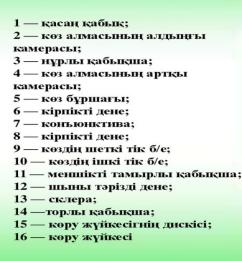 1 — қасаң қабық;
2 — көз алмасының алдыңғы
камерасы;
3 — нұрлы қабықша;
4 — көз алмасының артқы
камерасы;
5 — көз бұршағы;
6 — кірпікті дене;
7 — конъюнктива;
8 — кірпікті дене;
9 — көздің шеткі тік б/е;
10 — көздің ішкі тік б/е;
11 — меншікті тамырлы қабықша;
12 — шыны тәрізді дене;
13 — склера;
14 —торлы қабықша;
15 — көру жүйкесігнің дискісі;
16 — көру жүйкесі